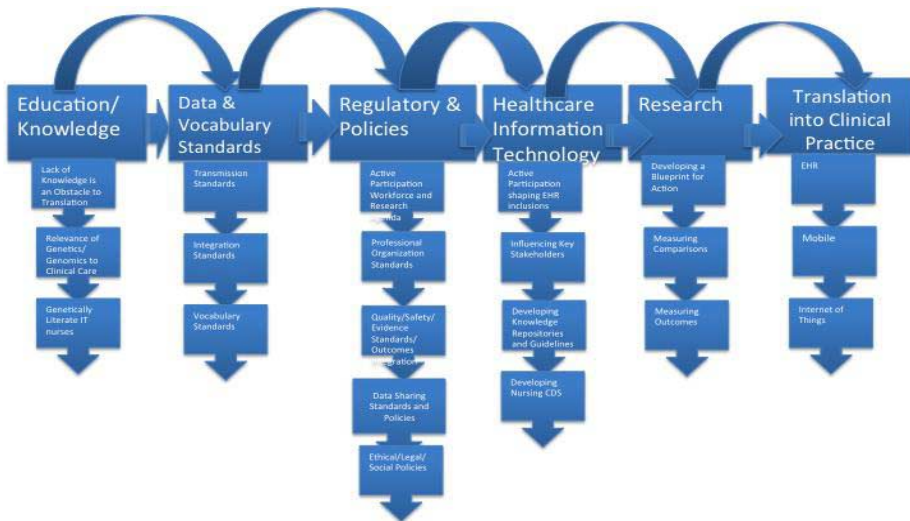 Education/
Knowledge
Lack of
Knowledge is
an Obstacle to
Translation
Relevance of
Genetics/
Genomics to
Clinical Care
Genetically
Literate IT
nurses
Data &
Vocabulary
Standards
Transmission
Standards
Integration
Standards
Vocabulary
Standards
Regulatory &
Policies
Active
Participation
Workforce and
Research
Agenda
Professional
Organization
Standards
Quality/Safety/
Evidence
Standards/
Outcomes
Integration
Data Sharing
Standards and
Policies
Ethical/Legal/
Social Policies
Healthcare
Information
Technology
Active
Participation
shaping EHR
inclusions
Influencing Key
Stakeholders
Developing
Knowledge
Repositories
and Guidelines
Developing
Nursing CDS
Research
Developing a
Blueprint for
Action
Measuring
Comparisons
Measuring
Outcomes
Translation
into Clinical
Practice
EHR
Mobile
Internet of
Things